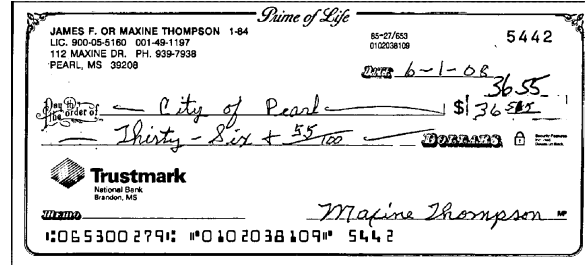 Prime of Life
JAMES F. OR MAXINE THOMPSON 1-84
LIC. 900-05-5160 001-49-1197
112 MAXINE DR. PH. 939-7938
PEARL, MS 39208
85-27/653
0102038109
5442
DATE 6-1-08
36 55
Pay to the order of City of Pearl $ 36
Thirty - Six & 55/100 DOLLARS
Trustmark
National Bank
Brandon, MS
MEMO Maxine Thompson MP
⑆065300279⑆ ⑈0102038109⑈ 5442